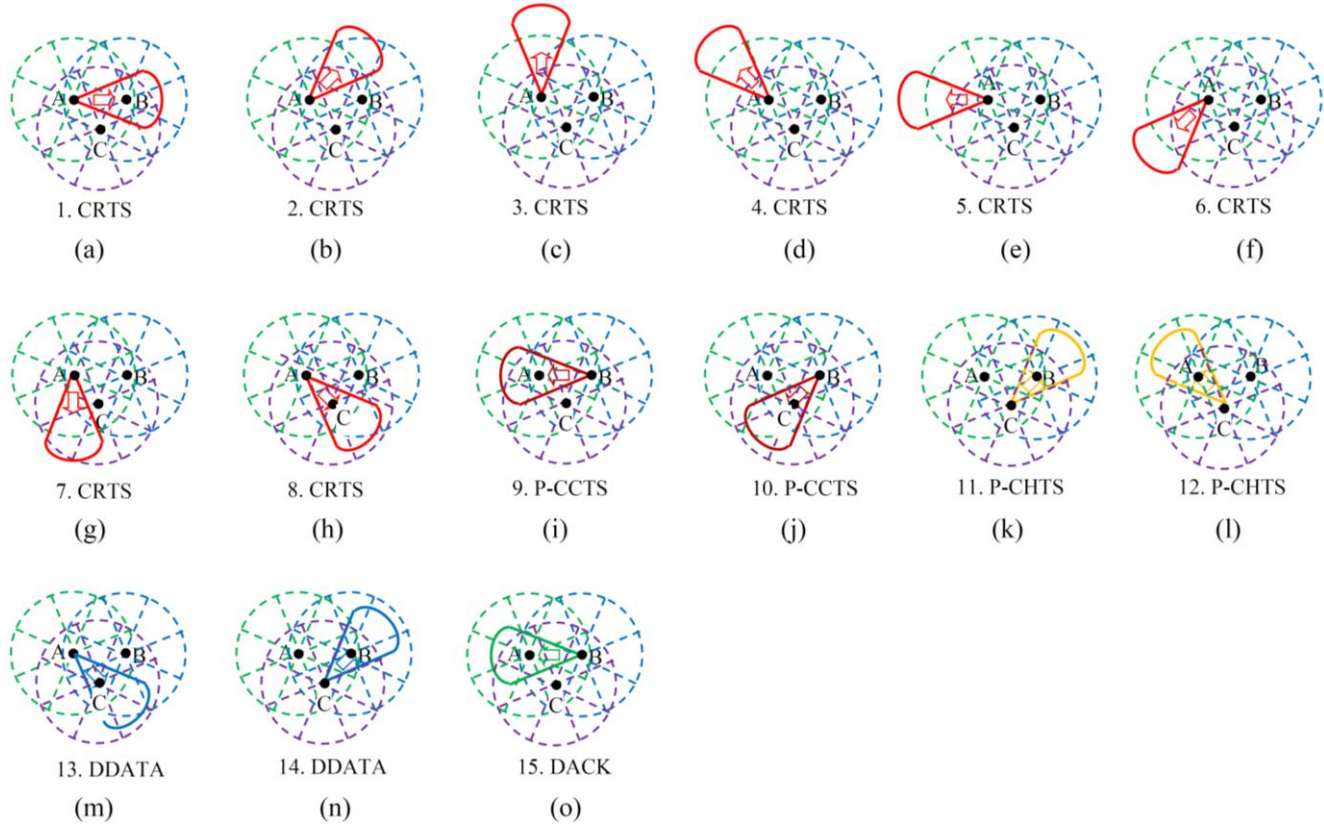 A B C
A B C
A B C
A B C
A B C
A B C
1. CRTS
2. CRTS
3. CRTS
4. CRTS
5. CRTS
6. CRTS
(a)
(b)
(c)
(d)
(e)
(f)
A B C
A B C
A B C
A B C
A B C
A B C
7. CRTS
8. CRTS
9. P-CCTS
10. P-CCTS
11. P-CHTS
12. P-CHTS
(g)
(h)
(i)
(j)
(k)
(l)
A B C
A B C
A B C
13. DDATA
14. DDATA
15. DACK
(m)
(n)
(o)